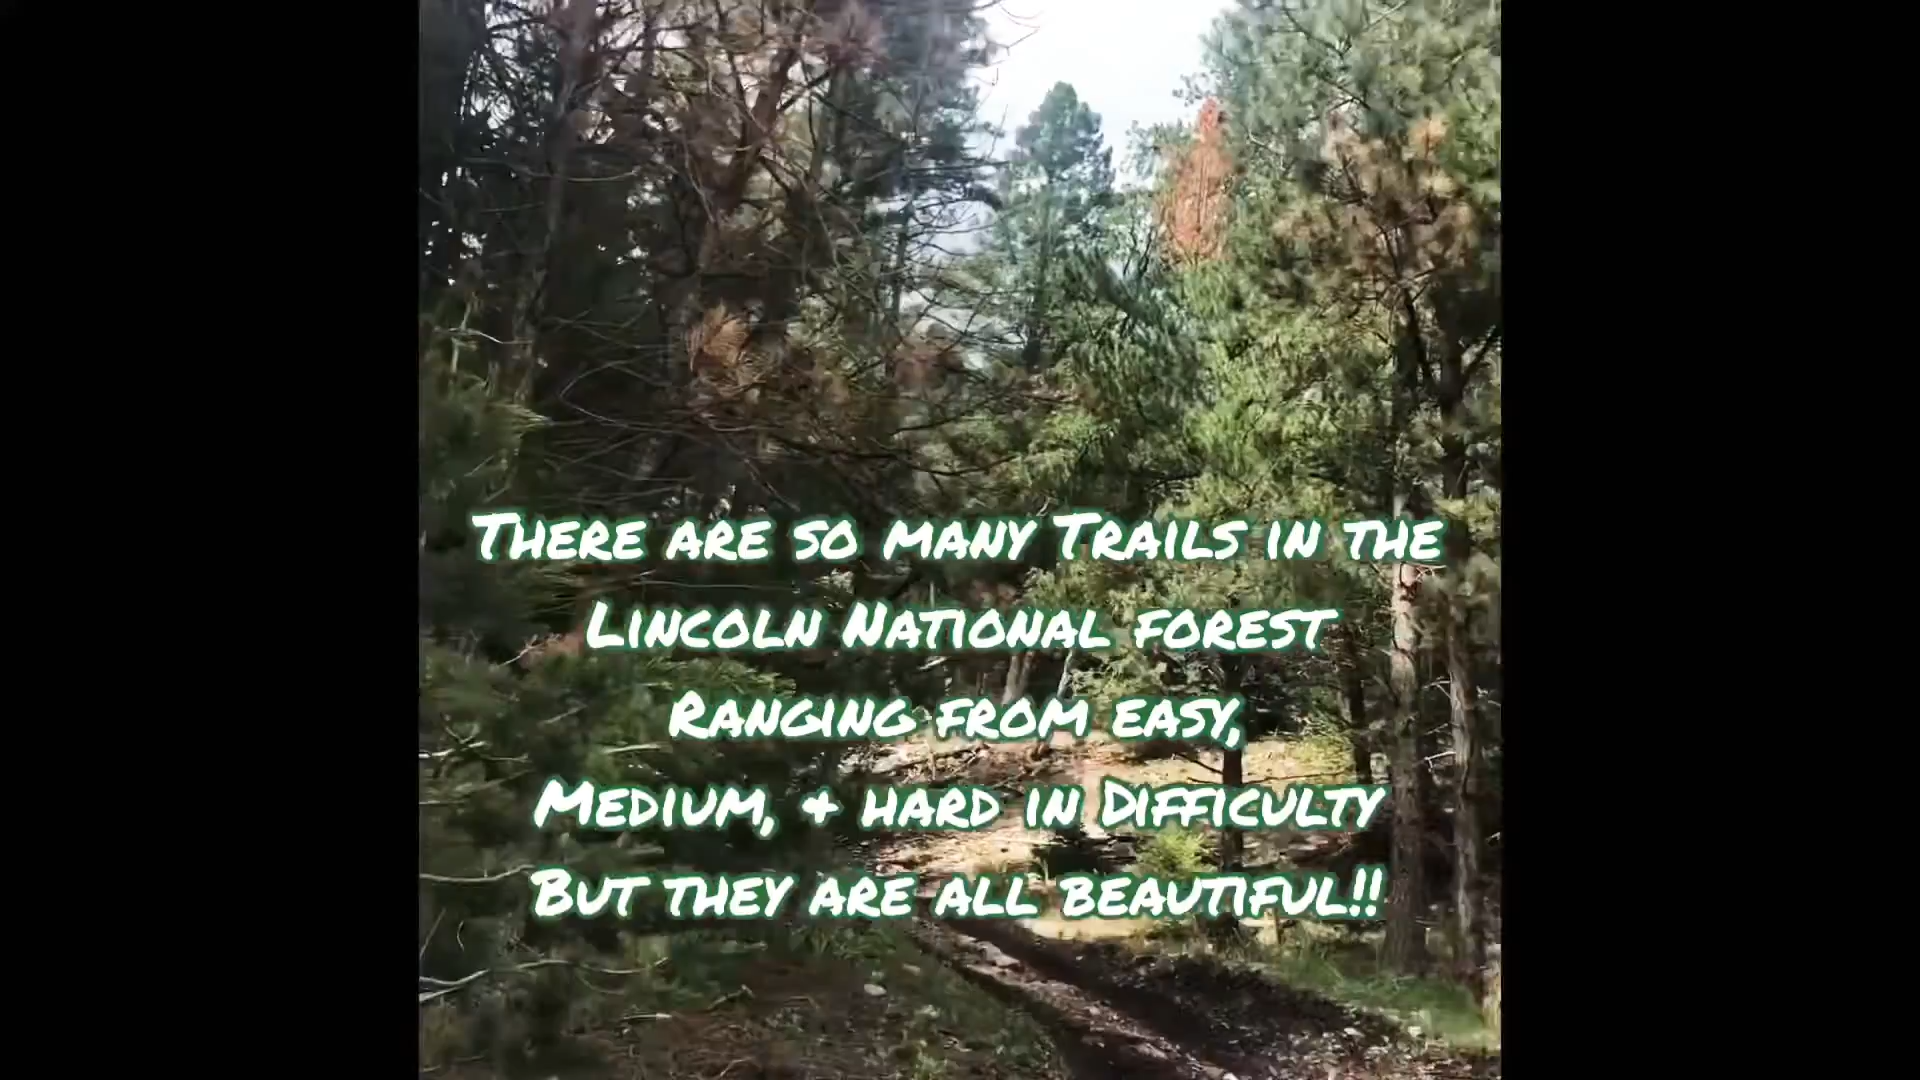 There are so many Trails in the
Lincoln National forest
Ranging from easy,
Medium, & hard in Difficulty
But they are all beautiful!!